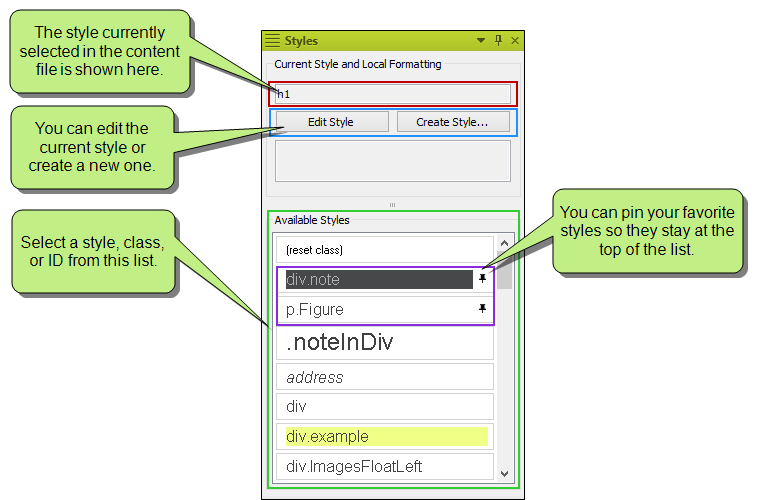 The style currently
selected in the content
file is shown here.
Styles
Current Style and Local Formatting
h1
You can edit the
current style or
create a new one.
Edit Style
Create Style...
Select a style, class,
or ID from this list.
Available Styles
You can pin your favorite
styles so they stay at the
top of the list.
(reset class)
div.note
p.Figure
.noteInDiv
address
div
div.example
div.ImagesFloatLeft